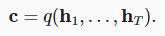 c = q(h₁, . . . , h_T).